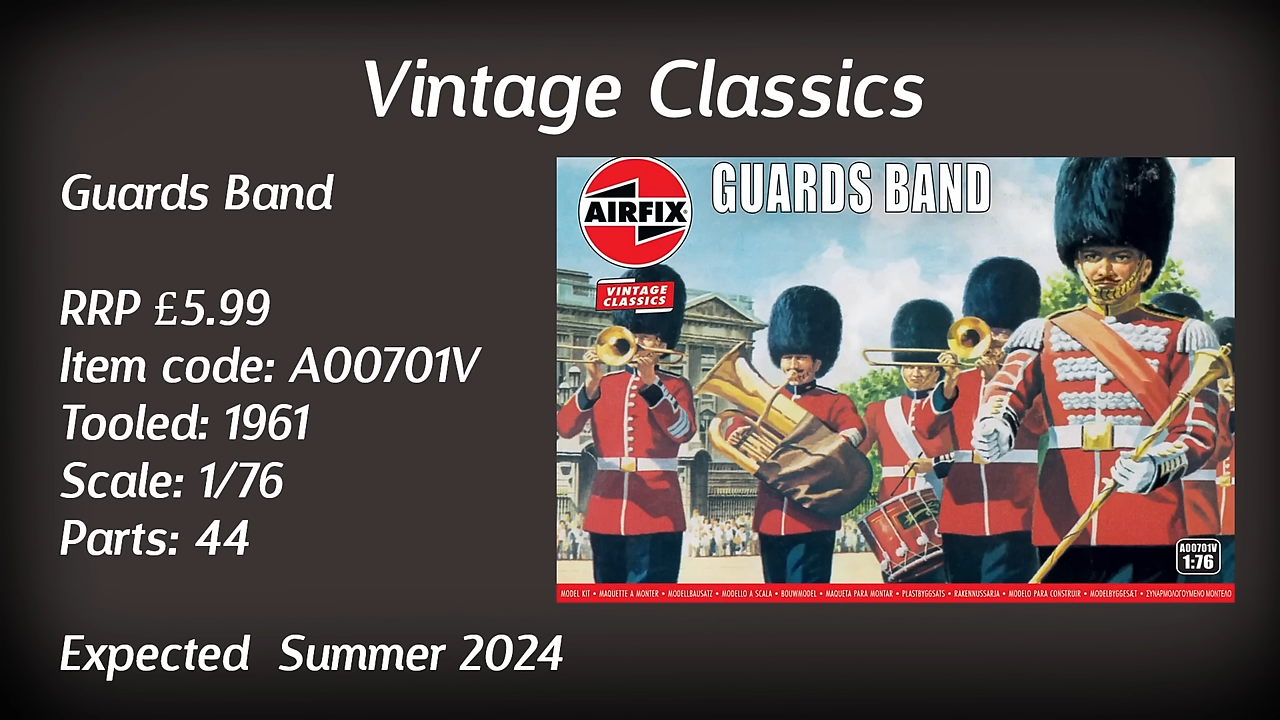 Vintage Classics
Guards Band
RRP £5.99
Item code: A00701V
Tooled: 1961
Scale: 1/76
Parts: 44
Expected Summer 2024
AIRFIX
GUARDS BAND
VINTAGE
CLASSICS
A00701V
1:76
MODEL KIT • MAQUETTE A MONTER • MODELLBAUSATZ • MODELLO A SCALA • BOUWMODEL • MAQUETA PARA MONTAR • PLASTBYGGSATS • RAKENNUSSARJA • MODELO PARA CONSTRUIR • MODELBYGGESÆT • ΣΥΝΑΡΜΟΛΟΓΟΥΜΕΝΟ ΜΟΝΤΕΛΟ